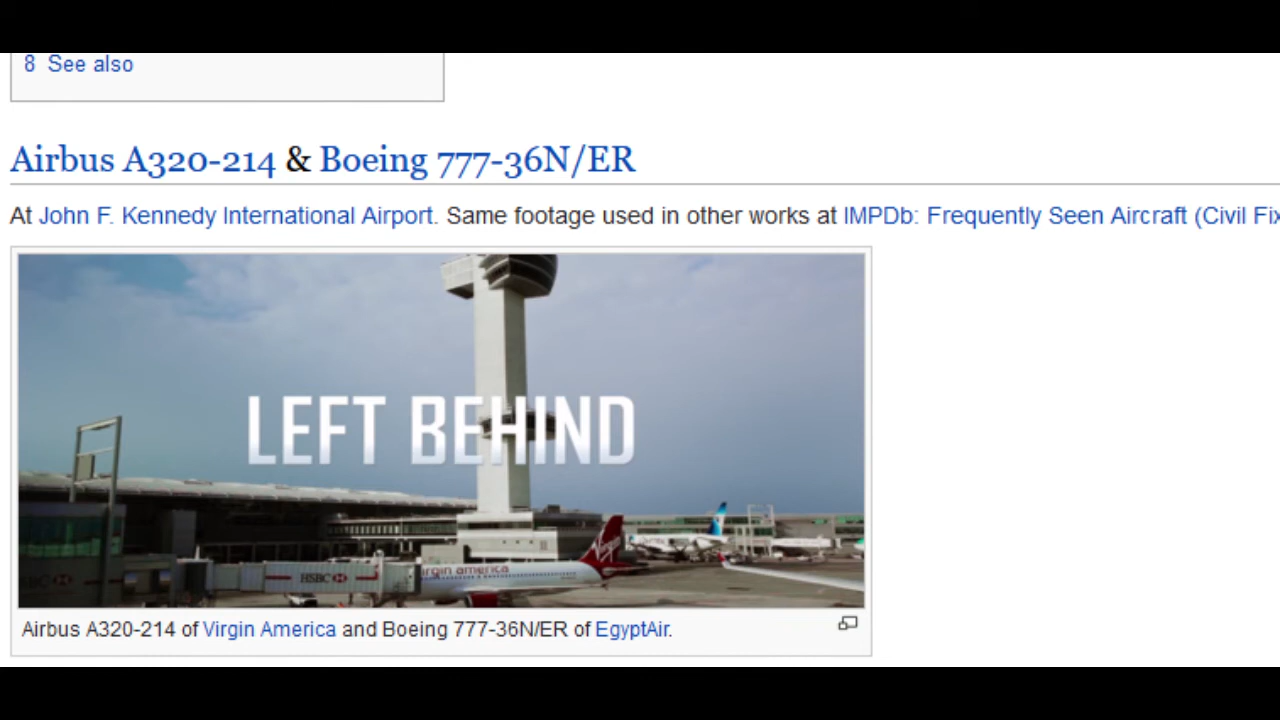 8 See also
Airbus A320-214 & Boeing 777-36N/ER
At John F. Kennedy International Airport. Same footage used in other works at IMPDb: Frequently Seen Aircraft (Civil Fix
LEFT BEHIND
Virgin
irgin america
HSBC
Airbus A320-214 of Virgin America and Boeing 777-36N/ER of EgyptAir.